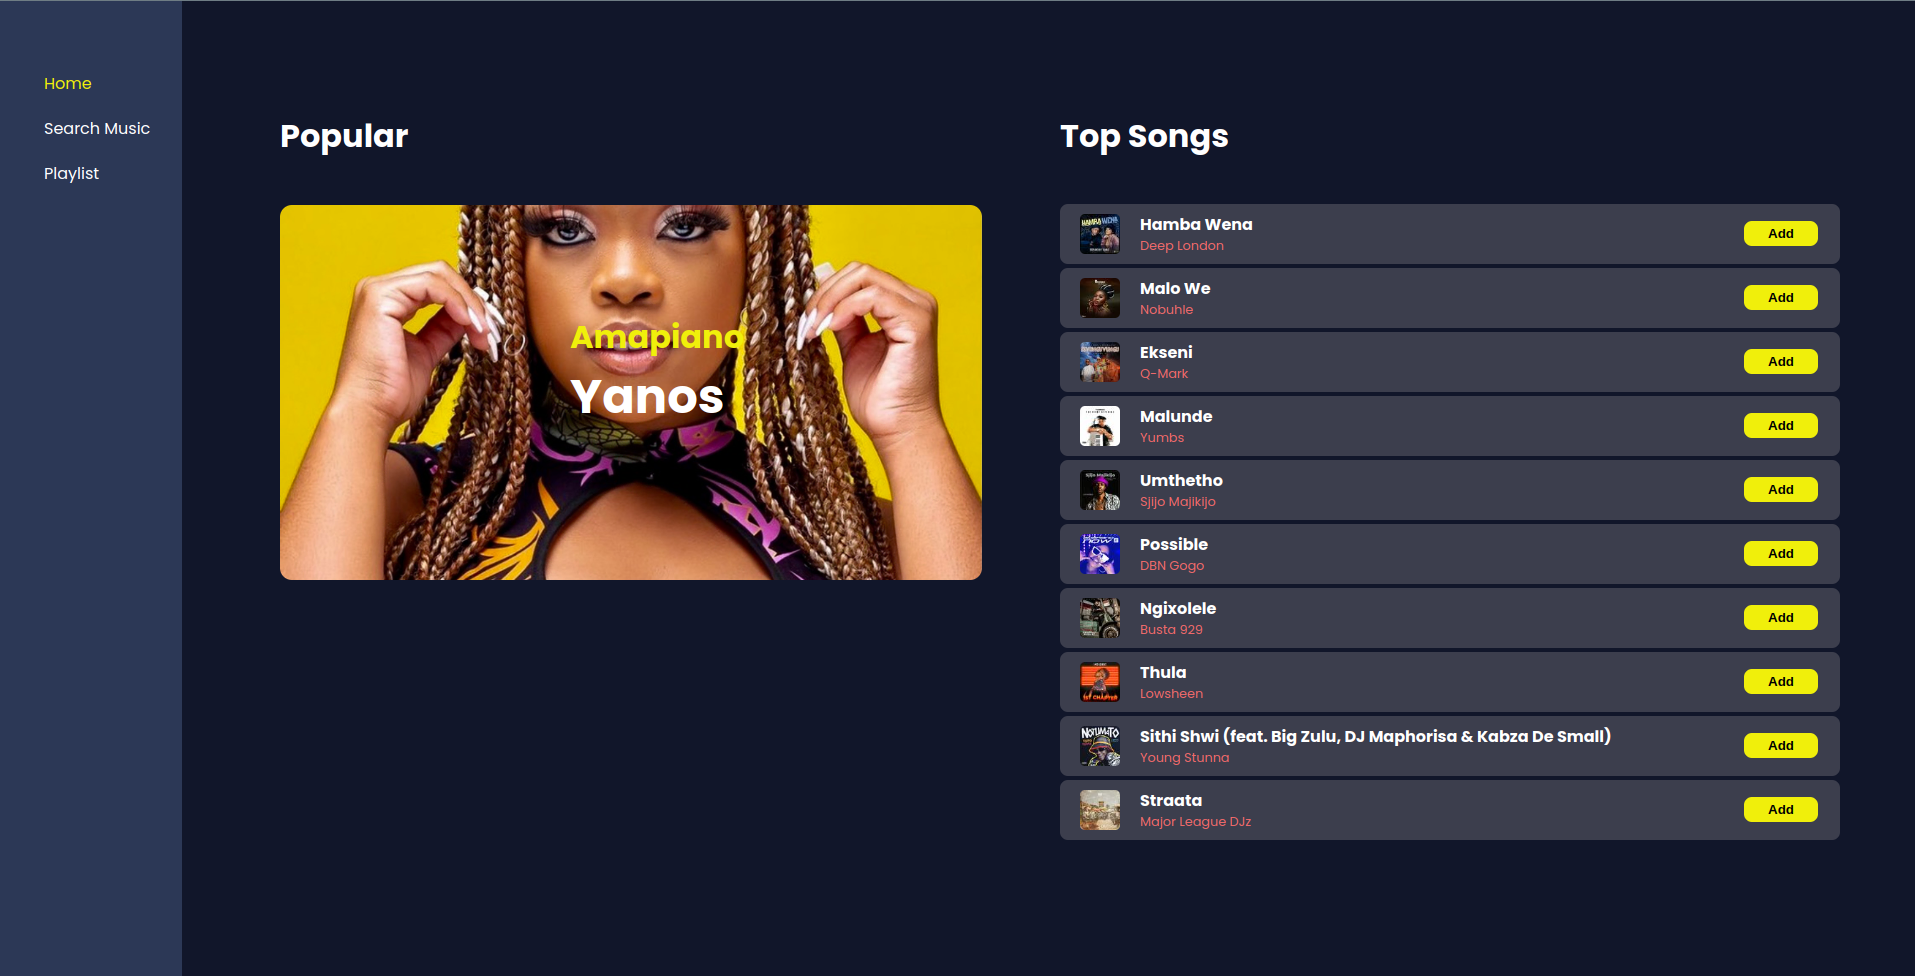 Home
Search Music
Playlist
Popular
Amapiano
Yanos
Top Songs
Hamba Wena
Deep London
Add
Malo We
Nobuhle
Add
Ekseni
Q-Mark
Add
Malunde
Yumbs
Add
Umthetho
Sjijo Majikijo
Add
Possible
DBN Gogo
Add
Ngixolele
Busta 929
Add
Thula
Lowsheen
Add
Sithi Shwi (feat. Big Zulu, DJ Maphorisa & Kabza De Small)
Young Stunna
Add
Straata
Major League DJz
Add